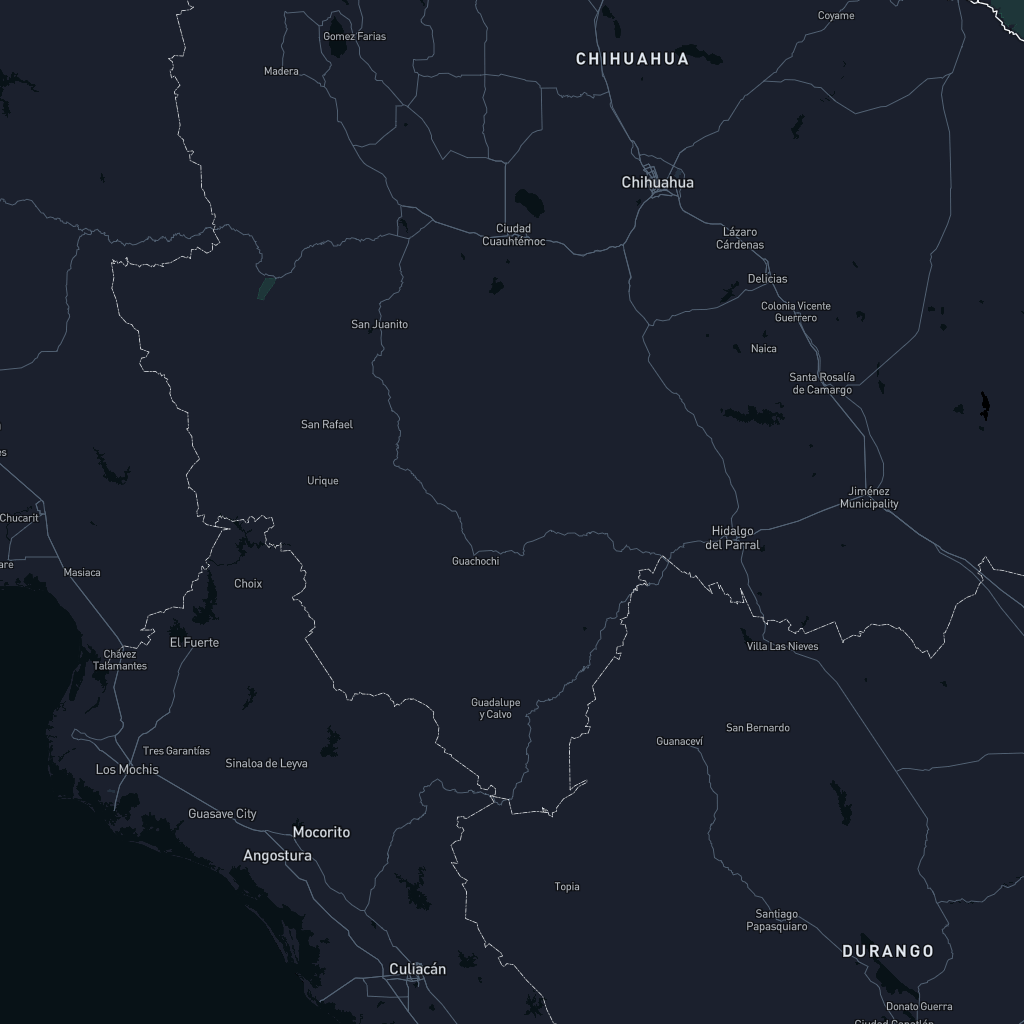 Coyame
Gomez Farias
CHIHUAHUA
Madera
Chihuahua
Ciudad
Cuauhtémoc
Lázaro
Cárdenas
Delicias
Colonia Vicente
Guerrero
San Juanito
Naica
Santa Rosalía
de Camargo
San Rafael
Urique
Jiménez
Municipality
Chucarit
Hidalgo
del Parral
Guachochi
Masiaca
Choix
El Fuerte
Villa Las Nieves
Chávez
Talamantes
Guadalupe
y Calvo
San Bernardo
Guanaceví
Tres Garantías
Sinaloa de Leyva
Los Mochis
Guasave City
Mocorito
Angostura
Topia
Santiago
Papasquiaro
DURANGO
Culiacán
Donato Guerra